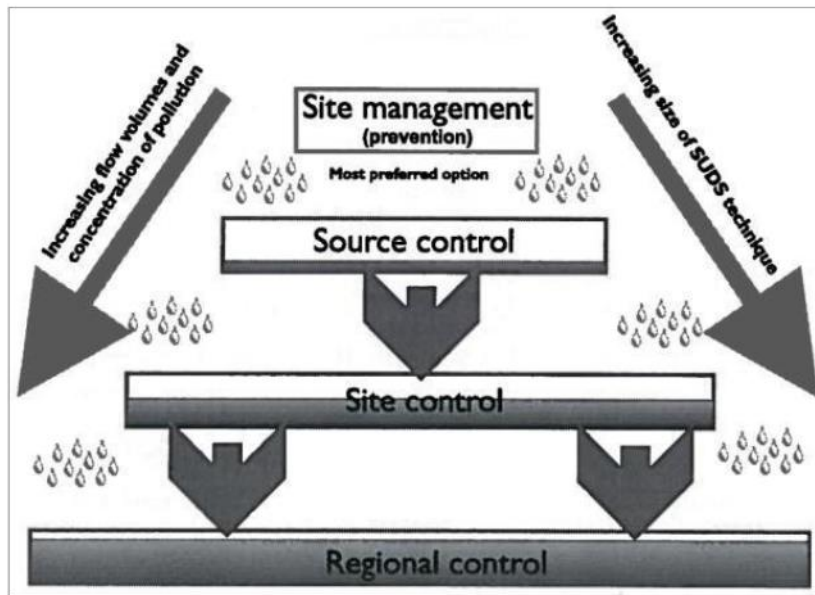 Increasing flow volumes and
concentration of pollution
Site management
(prevention)
Most preferred option
Increasing size of SUDS technique
Source control
Site control
Regional control